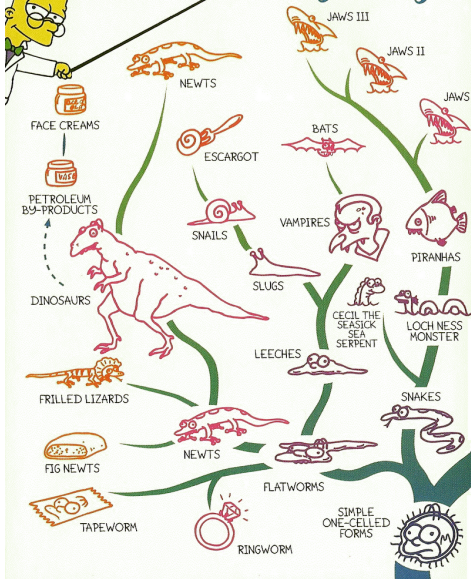 JAWS III
JAWS II
JAWS
NEWTS
FACE CREAMS
ESCARGOT
BATS
PETROLEUM
BY-PRODUCTS
SNAILS
VAMPIRES
PIRANHAS
SLUGS
DINOSAURS
CECIL THE
SEASICK
SEA
SERPENT
LOCH NESS
MONSTER
LEECHES
FRILLED LIZARDS
SNAKES
FIG NEWTS
NEWTS
FLATWORMS
TAPEWORM
SIMPLE
ONE-CELLED
FORMS
RINGWORM